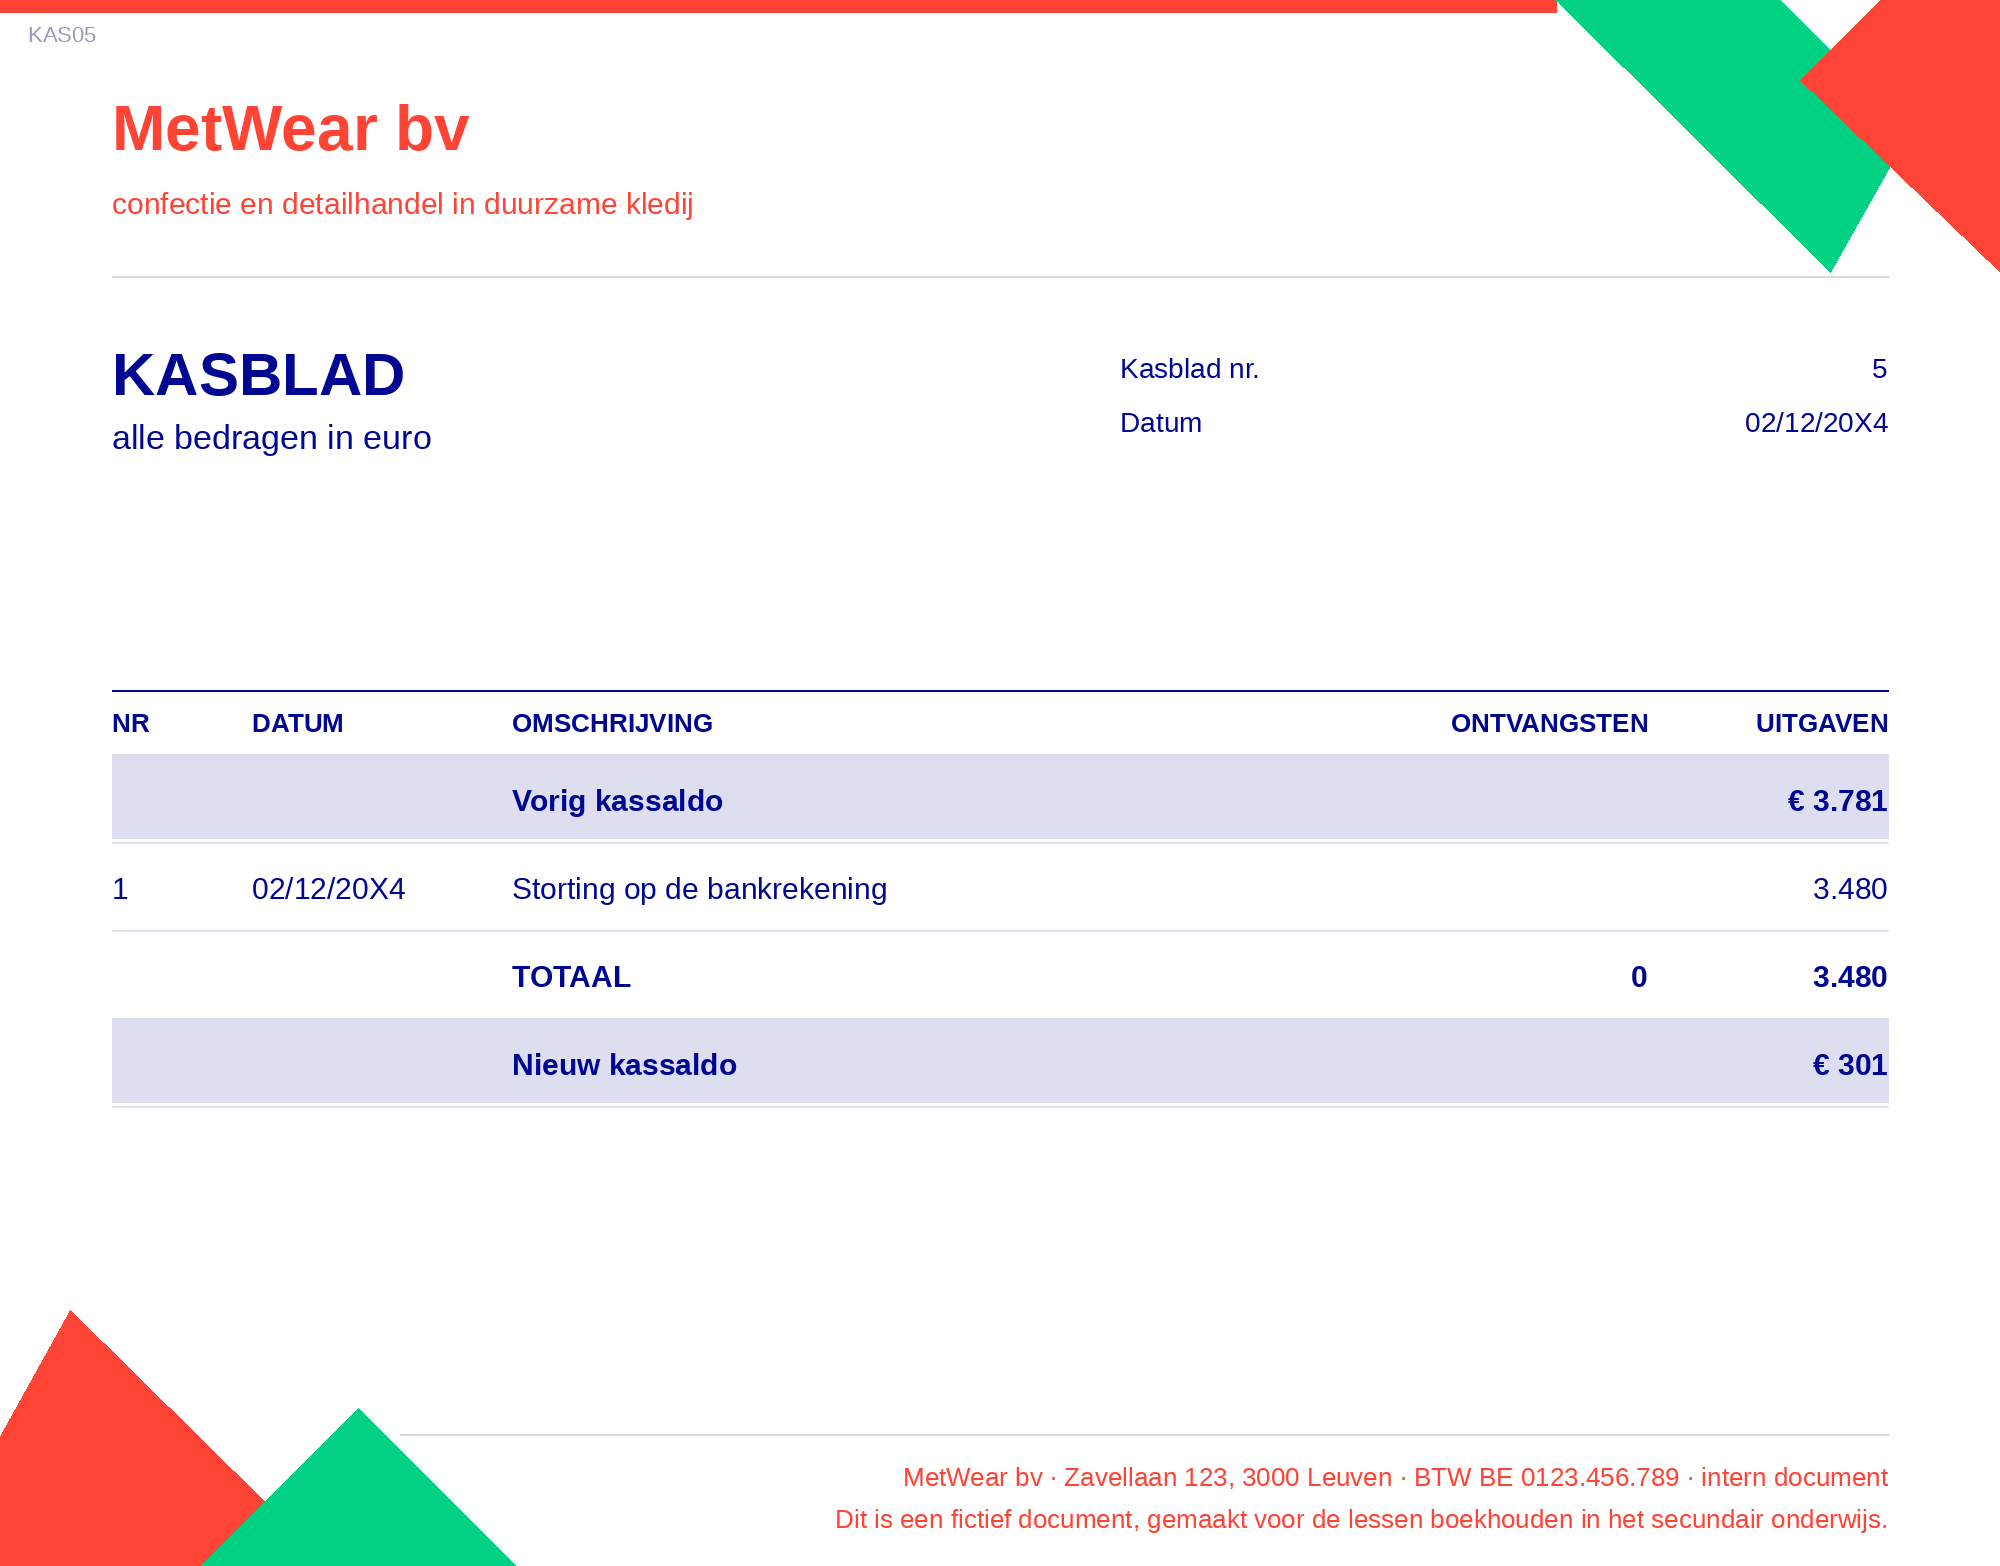 KAS05
MetWear bv
confectie en detailhandel in duurzame kledij
KASBLAD
alle bedragen in euro
Kasblad nr. 5
Datum 02/12/20X4
NR DATUM OMSCHRIJVING ONTVANGSTEN UITGAVEN
Vorig kassaldo € 3.781
1 02/12/20X4 Storting op de bankrekening 3.480
TOTAAL 0 3.480
Nieuw kassaldo € 301
MetWear bv · Zavellaan 123, 3000 Leuven · BTW BE 0123.456.789 · intern document
Dit is een fictief document, gemaakt voor de lessen boekhouden in het secundair onderwijs.